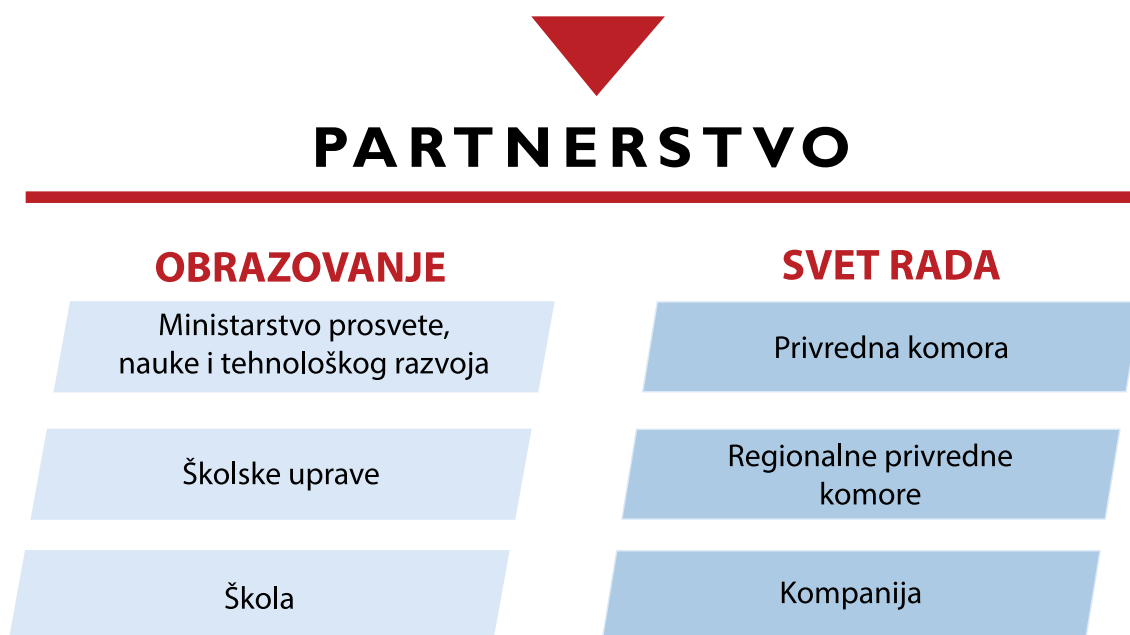 PARTNERSTVO
OBRAZOVANJE
Ministarstvo prosvete,
nauke i tehnološkog razvoja
Školske uprave
Škola
SVET RADA
Privredna komora
Regionalne privredne
komore
Kompanija